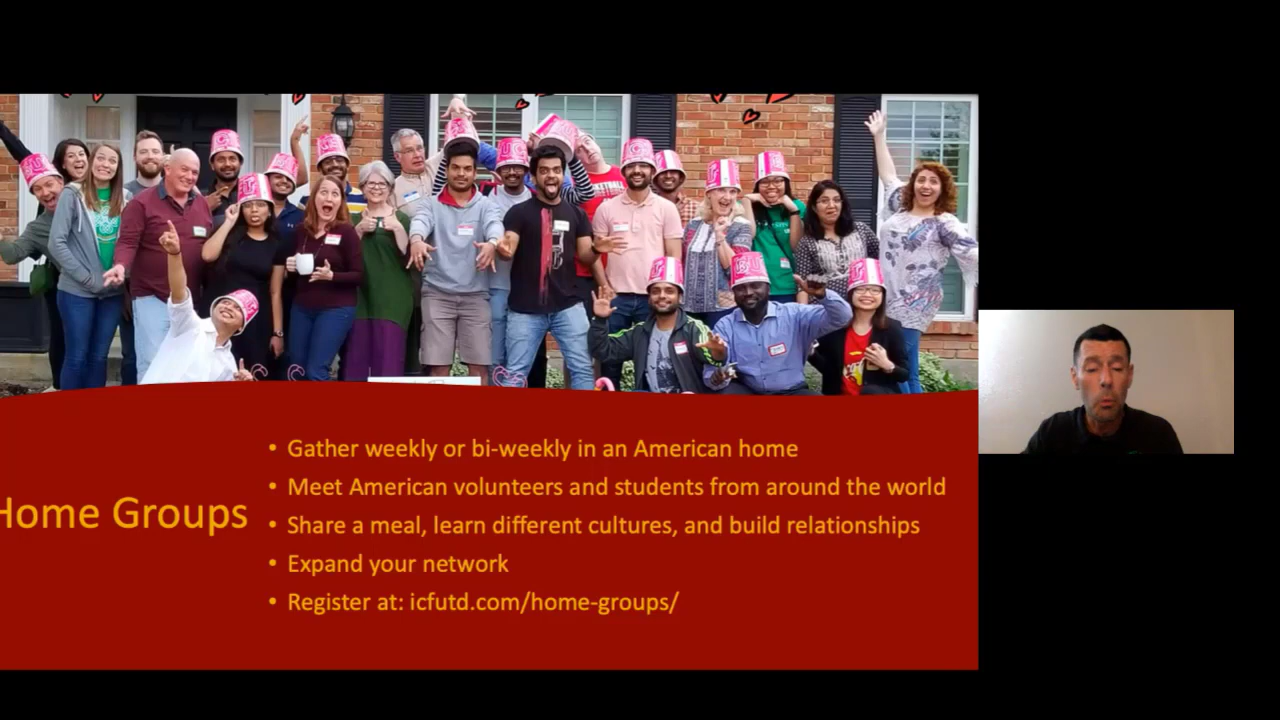 Home Groups
• Gather weekly or bi-weekly in an American home
• Meet American volunteers and students from around the world
• Share a meal, learn different cultures, and build relationships
• Expand your network
• Register at: icfutd.com/home-groups/